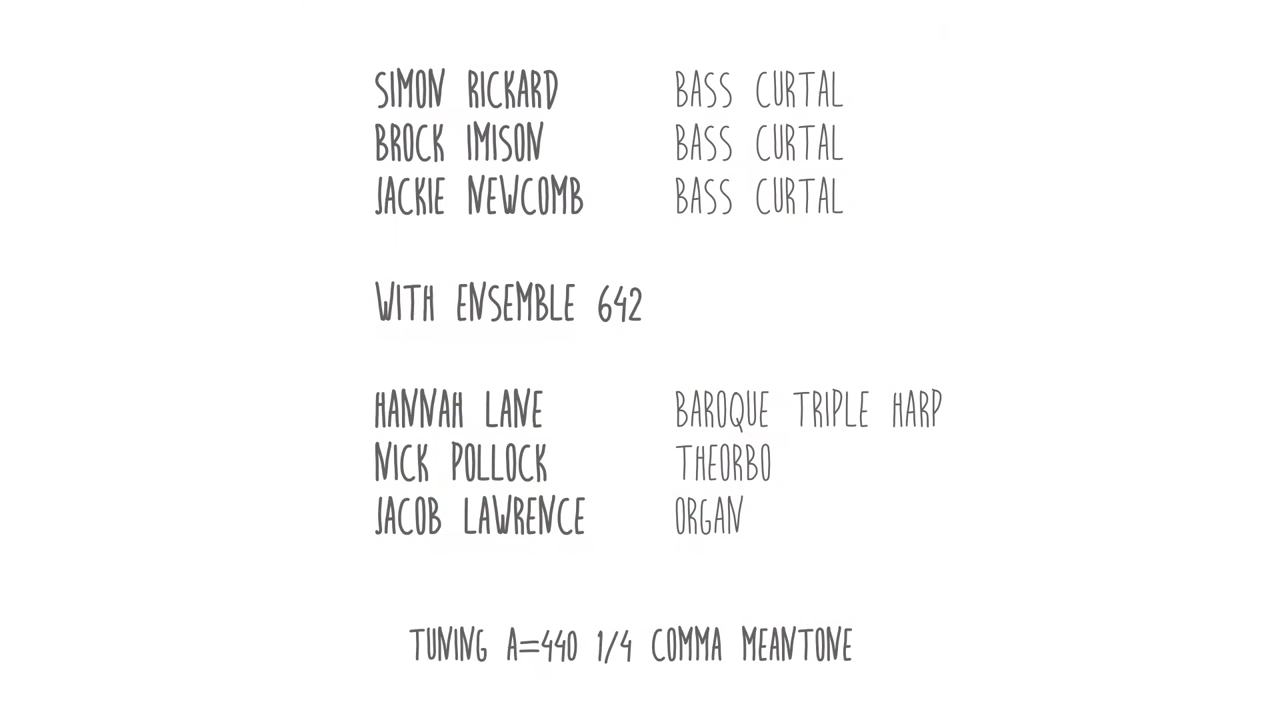 SIMON RICKARD BASS CURTAL
BROCK IMISON BASS CURTAL
JACKIE NEWCOMB BASS CURTAL
WITH ENSEMBLE 642
HANNAH LANE BAROQUE TRIPLE HARP
NICK POLLOCK THEORBO
JACOB LAWRENCE ORGAN
TUNING A=440 1/4 COMMA MEANTONE